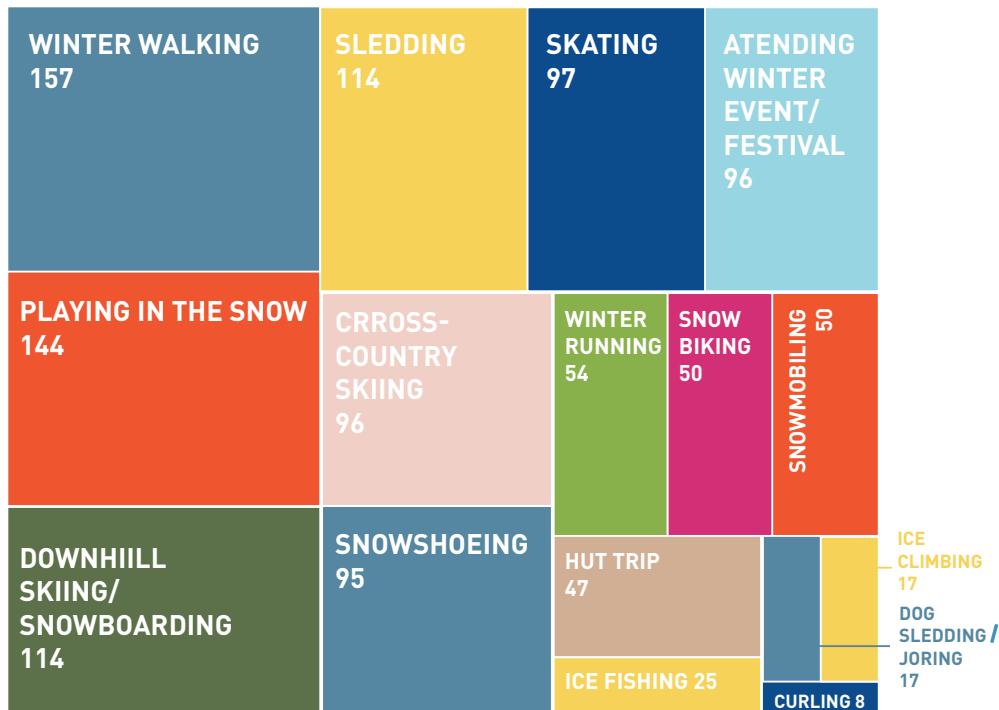 WINTER WALKING
157
SLEDDING
114
SKATING
97
ATENDING
WINTER
EVENT/
FESTIVAL
96
PLAYING IN THE SNOW
144
CRROSS-
COUNTRY
SKIING
96
WINTER
RUNNING
54
SNOW
BIKING
50
SNOWMOBILING
50
DOWNHIILL
SKIING/
SNOWBOARDING
114
SNOWSHOEING
95
HUT TRIP
47
ICE FISHING 25
ICE
CLIMBING
17
DOG
SLEDDING /
JORING
17
CURLING 8